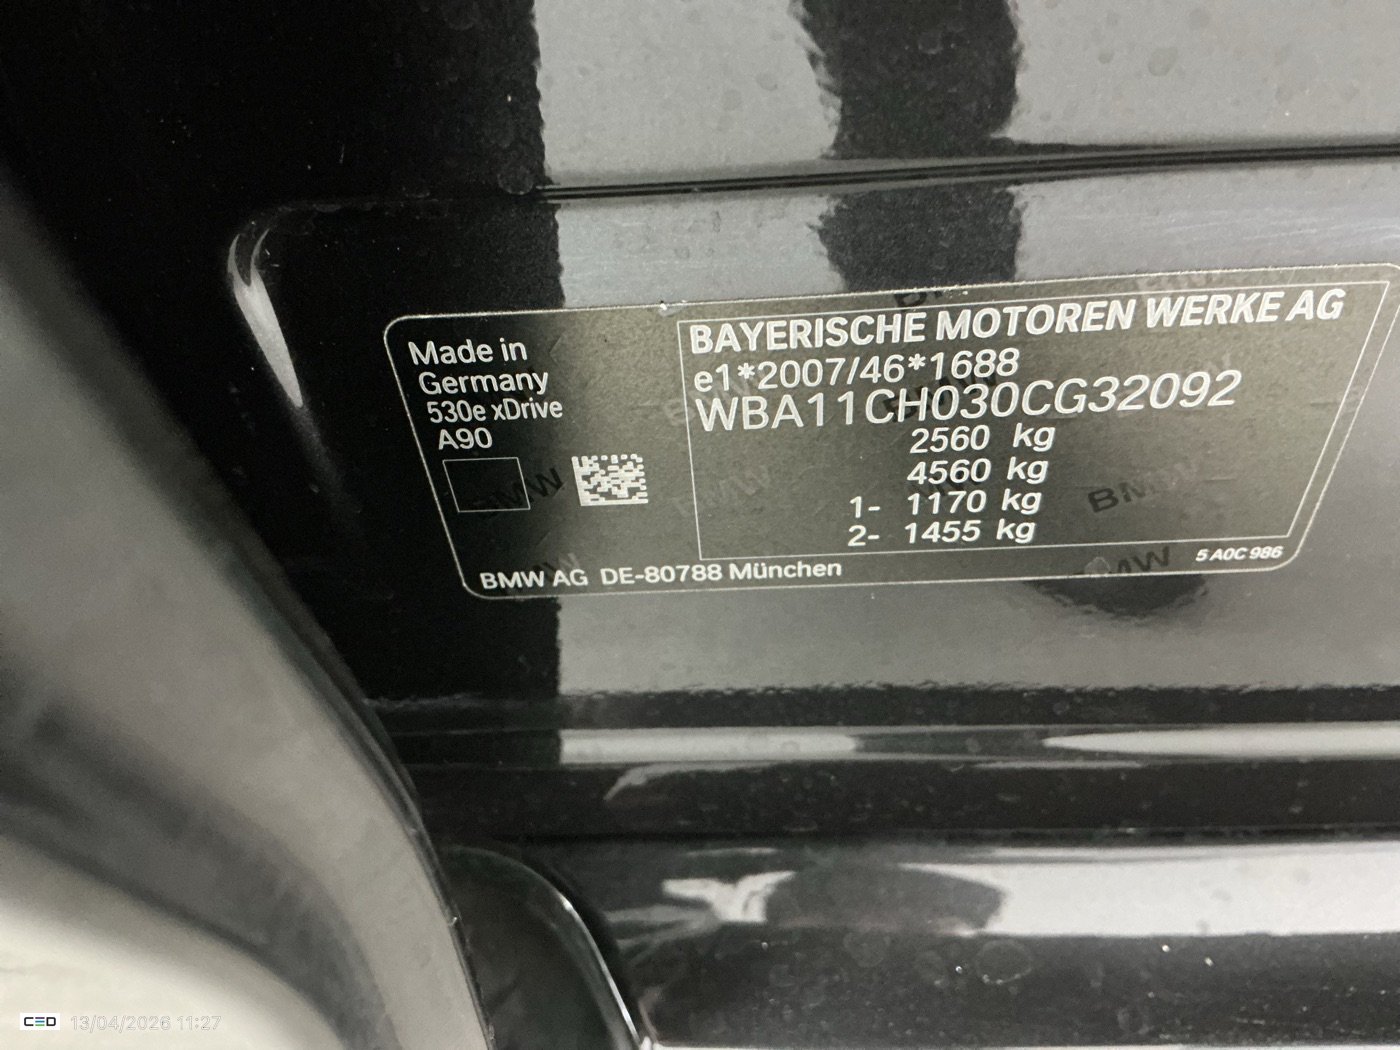 Made in
Germany
530e xDrive
A90
BAYERISCHE MOTOREN WERKE AG
e1*2007/46*1688
WBA11CH030CG32092
2560 kg
4560 kg
1- 1170 kg
2- 1455 kg
BMW AG DE-80788 München
5 A0C 986
CED 13/04/2026 11:27